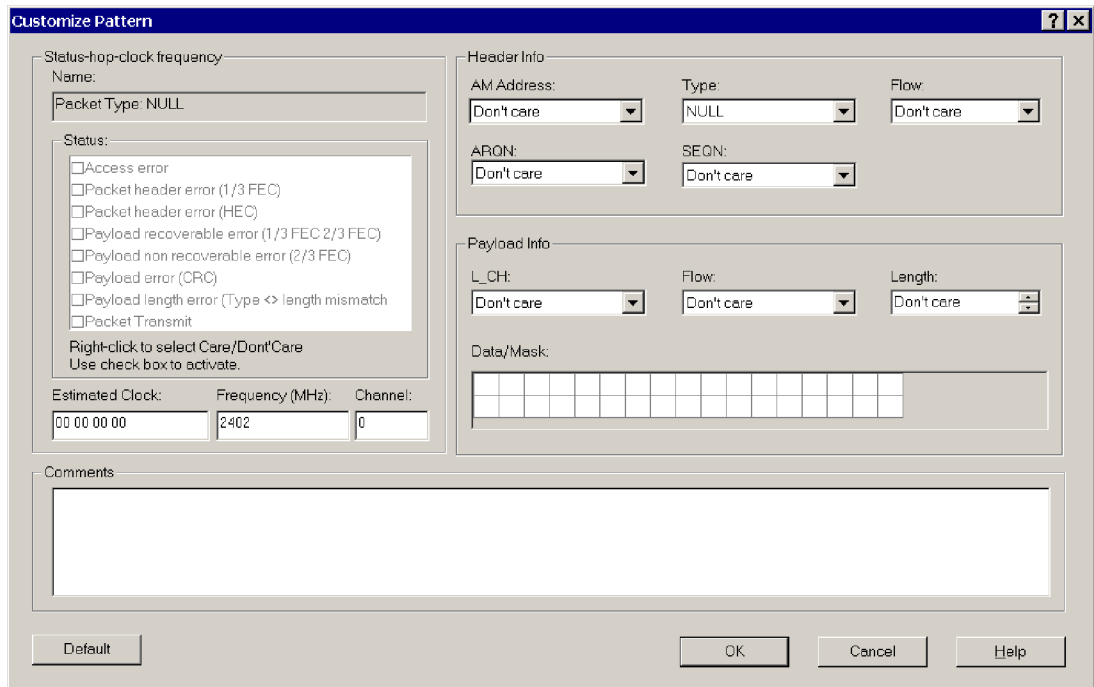 Customize Pattern
Status-hop-clock frequency
Name:
Packet Type: NULL
Status:
Access error
Packet header error (1/3 FEC)
Packet header error (HEC)
Payload recoverable error (1/3 FEC 2/3 FEC)
Payload non recoverable error (2/3 FEC)
Payload error (CRC)
Payload length error (Type <> length mismatch
Packet Transmit
Right-click to select Care/Dont'Care
Use check box to activate.
Estimated Clock: Frequency (MHz): Channel:
00 00 00 00 2402 0
Header Info
AM Address: Type: Flow:
Don't care NULL Don't care
ARQN: SEQN:
Don't care Don't care
Payload Info
L_CH: Flow: Length:
Don't care Don't care Don't care
Data/Mask:
Comments
Default OK Cancel Help